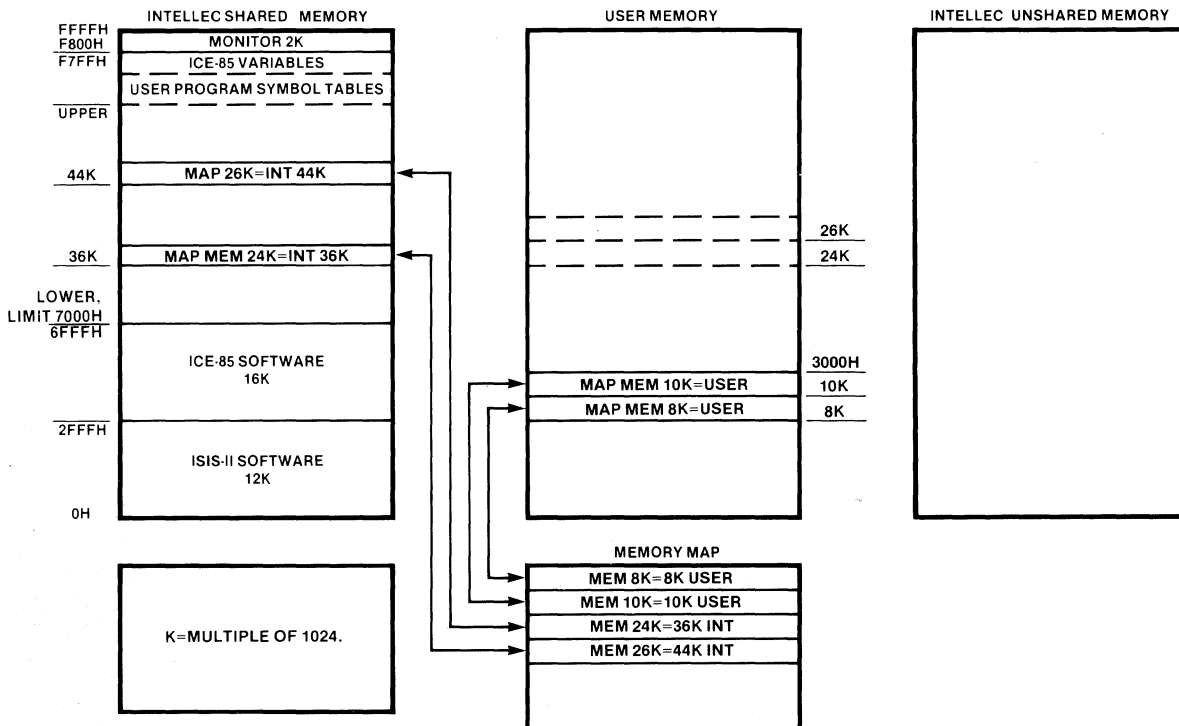 INTELLEC SHARED MEMORY
FFFFH
F800H
MONITOR 2K
F7FFH
ICE-85 VARIABLES
USER PROGRAM SYMBOL TABLES
UPPER
44K
MAP 26K=INT 44K
36K
MAP MEM 24K=INT 36K
LOWER,
LIMIT 7000H
6FFFH
ICE-85 SOFTWARE
16K
2FFFH
ISIS-II SOFTWARE
12K
0H
K=MULTIPLE OF 1024.
USER MEMORY
26K
24K
3000H
MAP MEM 10K=USER
10K
MAP MEM 8K=USER
8K
MEMORY MAP
MEM 8K=8K USER
MEM 10K=10K USER
MEM 24K=36K INT
MEM 26K=44K INT
INTELLEC UNSHARED MEMORY